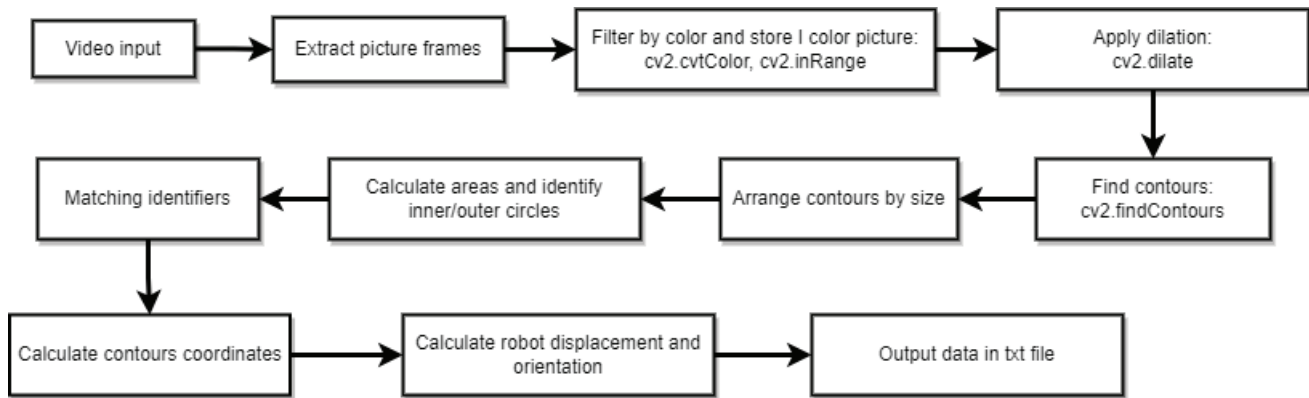 Video input
Extract picture frames
Filter by color and store I color picture:
cv2.cvtColor, cv2.inRange
Apply dilation:
cv2.dilate
Find contours:
cv2.findContours
Arrange contours by size
Calculate areas and identify
inner/outer circles
Matching identifiers
Calculate contours coordinates
Calculate robot displacement and
orientation
Output data in txt file